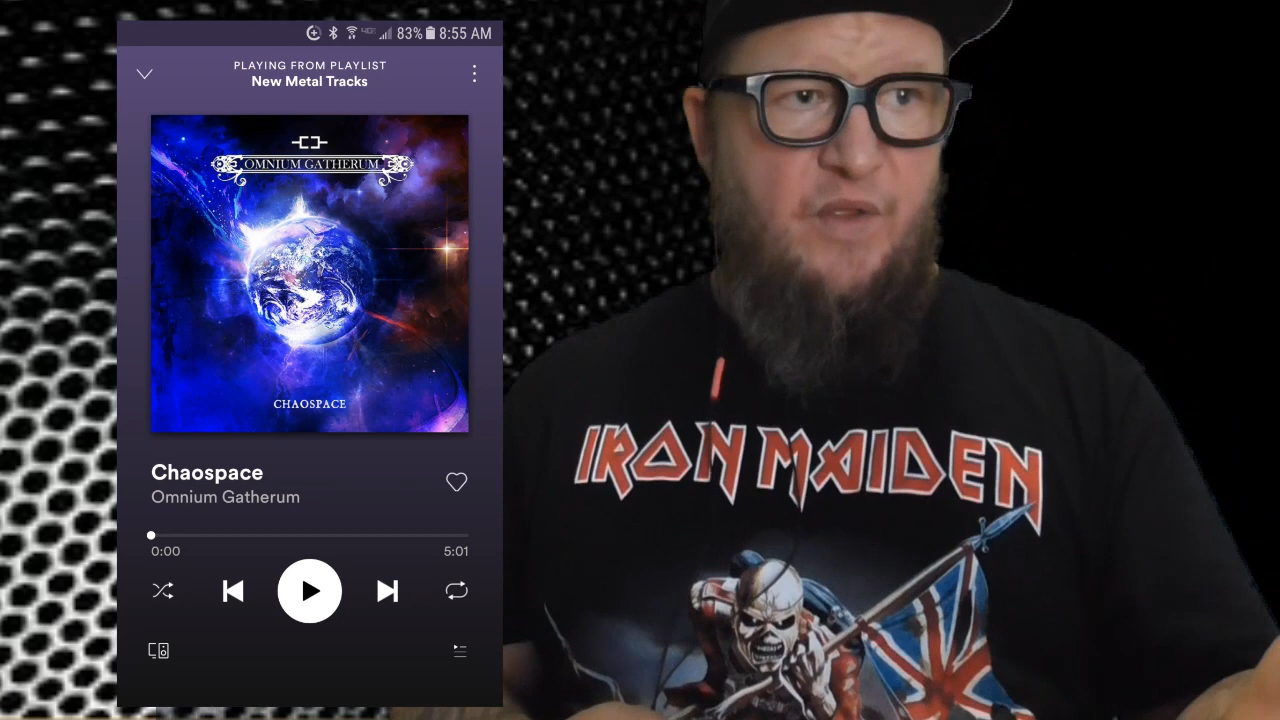 83% 8:55 AM
PLAYING FROM PLAYLIST
New Metal Tracks
OMNIUM GATHERUM
CHAOSPACE
Chaospace
Omnium Gatherum
0:00 5:01
IRON MAIDEN